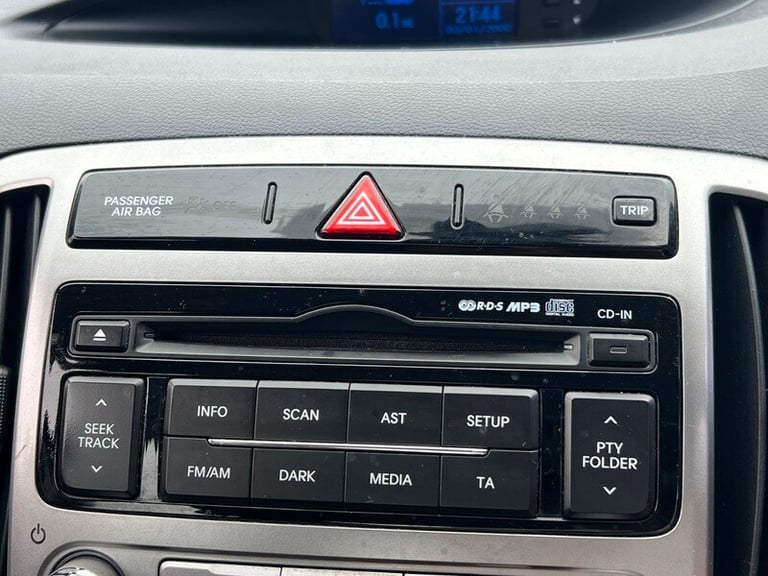 0.1
21:44
PASSENGER
AIR BAG
OFF
TRIP
R·D·S MP3 disc
CD-IN
SEEK
TRACK
INFO
SCAN
AST
SETUP
PTY
FOLDER
FM/AM
DARK
MEDIA
TA